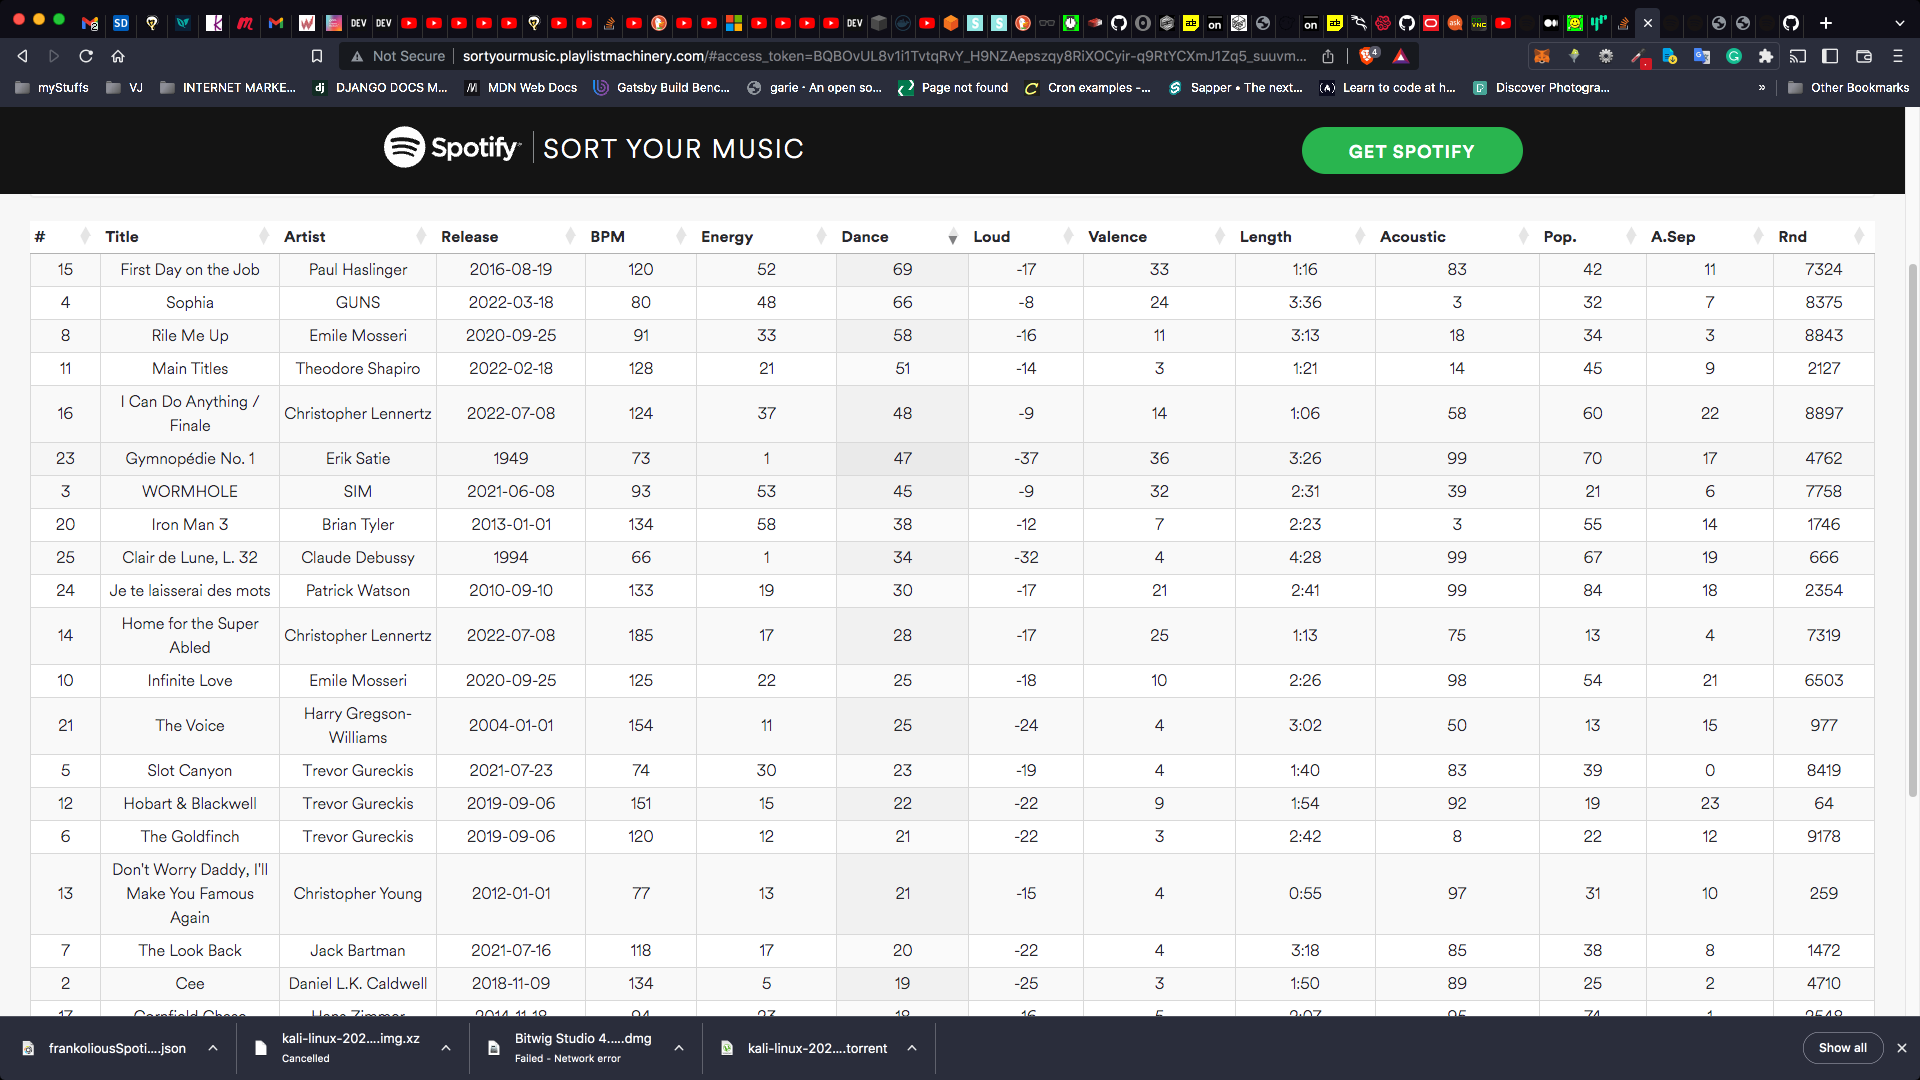 Not Secure | sortyourmusic.playlistmachinery.com/#access_token=BQBOvUL8v1i1TvtqRvY_H9NZAepszqy8RiXOCyir-q9RtYCXmJ1Zq5_suuvm...
myStuffs VJ INTERNET MARKE... DJANGO DOCS M... MDN Web Docs Gatsby Build Benc... garie • An open so... Page not found Cron examples -... Sapper • The next... Learn to code at h... Discover Photogra... » Other Bookmarks
Spotify | SORT YOUR MUSIC GET SPOTIFY
# Title Artist Release BPM Energy Dance Loud Valence Length Acoustic Pop. A.Sep Rnd
15 First Day on the Job Paul Haslinger 2016-08-19 120 52 69 -17 33 1:16 83 42 11 7324
4 Sophia GUNS 2022-03-18 80 48 66 -8 24 3:36 3 32 7 8375
8 Rile Me Up Emile Mosseri 2020-09-25 91 33 58 -16 11 3:13 18 34 3 8843
11 Main Titles Theodore Shapiro 2022-02-18 128 21 51 -14 3 1:21 14 45 9 2127
16 I Can Do Anything / Finale Christopher Lennertz 2022-07-08 124 37 48 -9 14 1:06 58 60 22 8897
23 Gymnopédie No. 1 Erik Satie 1949 73 1 47 -37 36 3:26 99 70 17 4762
3 WORMHOLE SIM 2021-06-08 93 53 45 -9 32 2:31 39 21 6 7758
20 Iron Man 3 Brian Tyler 2013-01-01 134 58 38 -12 7 2:23 3 55 14 1746
25 Clair de Lune, L. 32 Claude Debussy 1994 66 1 34 -32 4 4:28 99 67 19 666
24 Je te laisserai des mots Patrick Watson 2010-09-10 133 19 30 -17 21 2:41 99 84 18 2354
14 Home for the Super Abled Christopher Lennertz 2022-07-08 185 17 28 -17 25 1:13 75 13 4 7319
10 Infinite Love Emile Mosseri 2020-09-25 125 22 25 -18 10 2:26 98 54 21 6503
21 The Voice Harry Gregson-Williams 2004-01-01 154 11 25 -24 4 3:02 50 13 15 977
5 Slot Canyon Trevor Gureckis 2021-07-23 74 30 23 -19 4 1:40 83 39 0 8419
12 Hobart & Blackwell Trevor Gureckis 2019-09-06 151 15 22 -22 9 1:54 92 19 23 64
6 The Goldfinch Trevor Gureckis 2019-09-06 120 12 21 -22 3 2:42 8 22 12 9178
13 Don't Worry Daddy, I'll Make You Famous Again Christopher Young 2012-01-01 77 13 21 -15 4 0:55 97 31 10 259
7 The Look Back Jack Bartman 2021-07-16 118 17 20 -22 4 3:18 85 38 8 1472
2 Cee Daniel L.K. Caldwell 2018-11-09 134 5 19 -25 3 1:50 89 25 2 4710
17 Cornfield Chase Hans Zimmer 2014-11-18 94 23 18 -16 5 2:07 95 74 1 2548
frankoliousSpoti....json kali-linux-202....img.xz Bitwig Studio 4.....dmg kali-linux-202....torrent Show all
Cancelled Failed - Network error